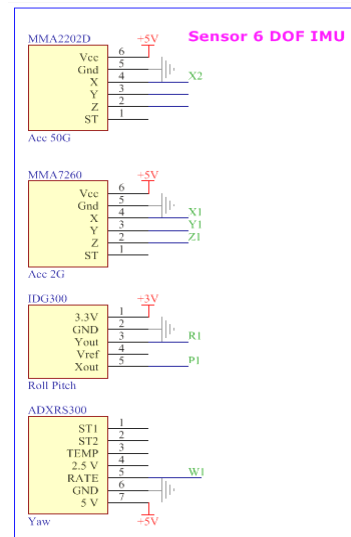 Sensor 6 DOF IMU
MMA2202D
+5V
Vcc 6
Gnd 5
X 4 X2
Y 3
Z 2
ST 1
Acc 50G
MMA7260
+5V
Vcc 6
Gnd 5
X 4 X1
Y 3 Y1
Z 2 Z1
ST 1
Acc 2G
IDG300
+3V
3.3V 1
GND 2
Yout 3 R1
Vref 4
Xout 5 P1
Roll Pitch
ADXRS300
ST1 1
ST2 2
TEMP 3
2.5 V 4
RATE 5 W1
GND 6
5 V 7
+5V
Yaw